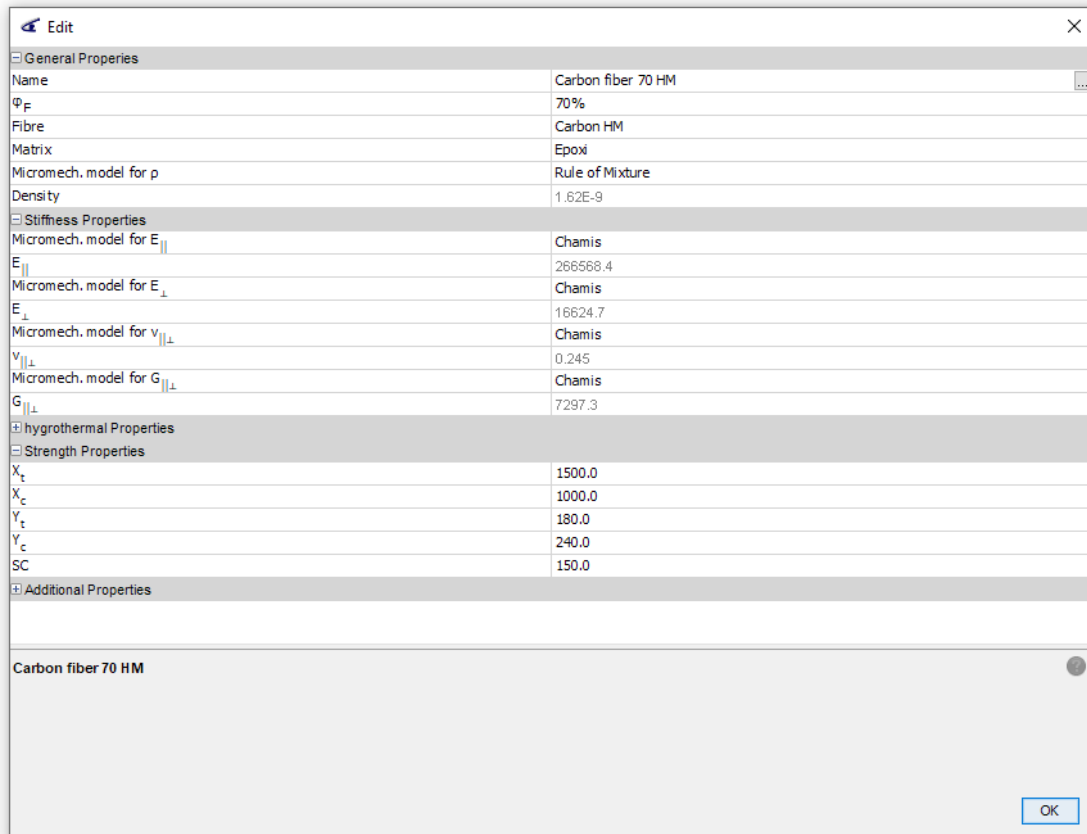 Edit
General Properies
Name Carbon fiber 70 HM ...
φF 70%
Fibre Carbon HM
Matrix Epoxi
Micromech. model for ρ Rule of Mixture
Density 1.62E-9
Stiffness Properties
Micromech. model for E|| Chamis
E|| 266568.4
Micromech. model for E⊥ Chamis
E⊥ 16624.7
Micromech. model for ν||⊥ Chamis
ν||⊥ 0.245
Micromech. model for G||⊥ Chamis
G||⊥ 7297.3
hygrothermal Properties
Strength Properties
Xt 1500.0
Xc 1000.0
Yt 180.0
Yc 240.0
SC 150.0
Additional Properties
Carbon fiber 70 HM ?
OK